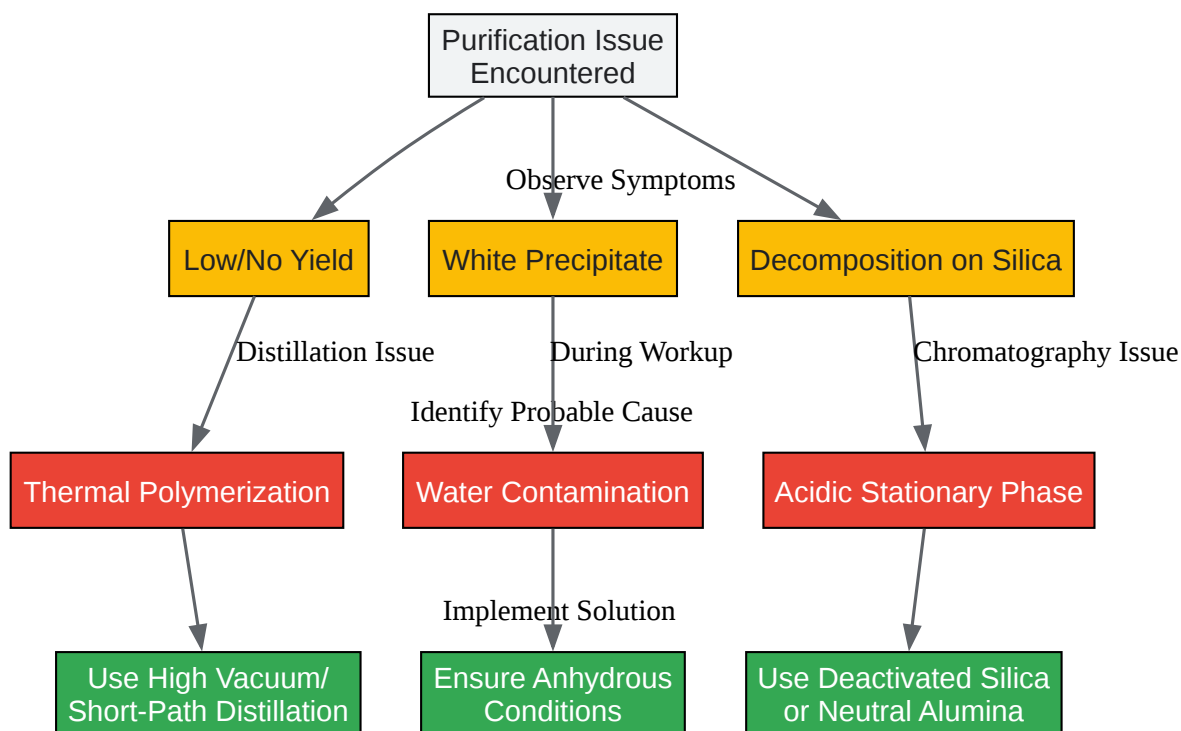 Purification Issue
Encountered
Observe Symptoms
Low/No Yield
White Precipitate
Decomposition on Silica
Distillation Issue
During Workup
Chromatography Issue
Identify Probable Cause
Thermal Polymerization
Water Contamination
Acidic Stationary Phase
Implement Solution
Use High Vacuum/
Short-Path Distillation
Ensure Anhydrous
Conditions
Use Deactivated Silica
or Neutral Alumina